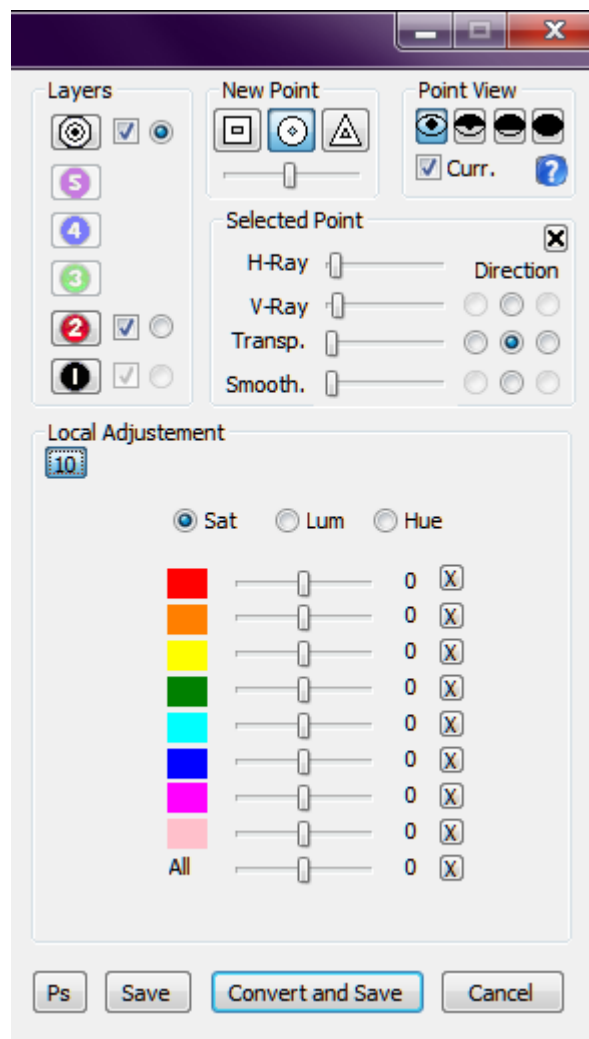 Layers
New Point
Point View
Curr.
?
5
4
3
2
1
Selected Point
X
H-Ray
Direction
V-Ray
Transp.
Smooth.
Local Adjustement
10
Sat Lum Hue
0 X
0 X
0 X
0 X
0 X
0 X
0 X
0 X
All 0 X
Ps Save Convert and Save Cancel